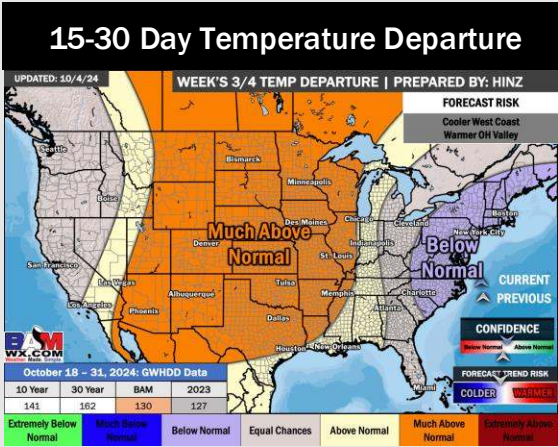 15-30 Day Temperature Departure
UPDATED: 10/4/24
WEEK'S 3/4 TEMP DEPARTURE | PREPARED BY: HINZ
FORECAST RISK
Cooler West Coast
Warmer OH Valley
Seattle
Bismarck
Minneapolis
Boise
Boston
Des Moines
Chicago
Cleveland
New York City
Much Above
Normal
Denver
Indianapolis
Below
Normal
San Francisco
St. Louis
Las Vegas
Tulsa
CURRENT
PREVIOUS
Los Angeles
Albuquerque
Memphis
Charlotte
Phoenix
Dallas
Atlanta
Houston
New Orleans
Miami
CONFIDENCE
Below Normal
Above Normal
FORECAST TREND RISK
COLDER
WARMER
BAM
WX.COM
Weather Made Simple
October 18 – 31, 2024: GWHDD Data
10 Year 30 Year BAM 2023
141 162 130 127
Extremely Below Normal
Much Below Normal
Below Normal
Equal Chances
Above Normal
Much Above Normal
Extremely Above Normal